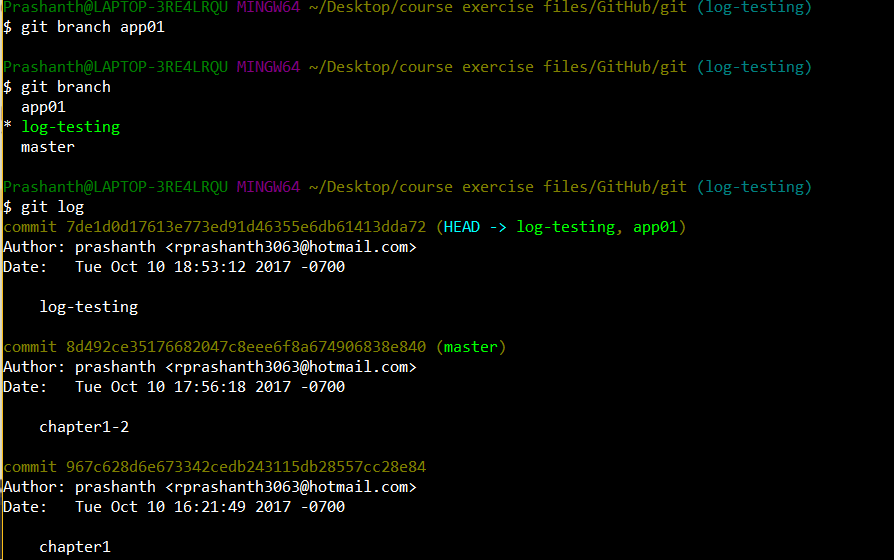 Prashanth@LAPTOP-3RE4LRQU MINGW64 ~/Desktop/course exercise files/GitHub/git (log-testing)
$ git branch app01
Prashanth@LAPTOP-3RE4LRQU MINGW64 ~/Desktop/course exercise files/GitHub/git (log-testing)
$ git branch
app01
* log-testing
master
Prashanth@LAPTOP-3RE4LRQU MINGW64 ~/Desktop/course exercise files/GitHub/git (log-testing)
$ git log
commit 7de1d0d17613e773ed91d46355e6db61413dda72 (HEAD -> log-testing, app01)
Author: prashanth <rprashanth3063@hotmail.com>
Date:   Tue Oct 10 18:53:12 2017 -0700
log-testing
commit 8d492ce35176682047c8eee6f8a674906838e840 (master)
Author: prashanth <rprashanth3063@hotmail.com>
Date:   Tue Oct 10 17:56:18 2017 -0700
chapter1-2
commit 967c628d6e673342cedb243115db28557cc28e84
Author: prashanth <rprashanth3063@hotmail.com>
Date:   Tue Oct 10 16:21:49 2017 -0700
chapter1